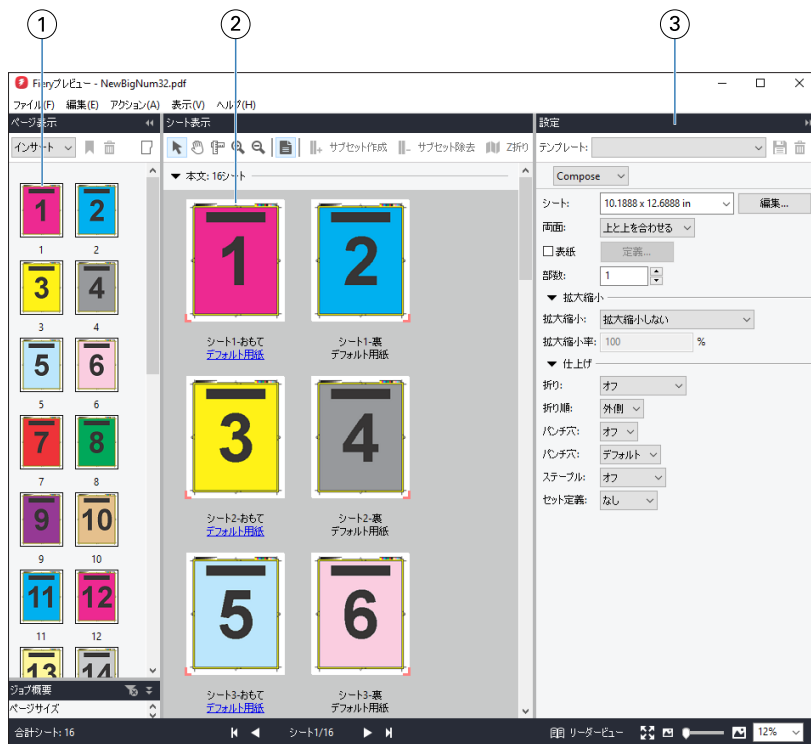 1 2 3
Fieryプレビュー - NewBigNum32.pdf
ファイル(F) 編集(E) アクション(A) 表示(V) ヘルプ(H)
ページ表示
インサート
1 2
1 2
3 4
3 4
5 6
5 6
7 8
7 8
9 10
9 10
11 12
11 12
13 14
ジョブ概要
ページサイズ
シート表示
サブセット作成 サブセット除去 Z折り
本文: 16シート
1 2
シート1-おもて シート1-裏
デフォルト用紙 デフォルト用紙
3 4
シート2-おもて シート2-裏
デフォルト用紙 デフォルト用紙
5 6
シート3-おもて シート3-裏
デフォルト用紙 デフォルト用紙
設定
テンプレート:
Compose
シート: 10.1888 x 12.6888 in 編集...
両面: 上と上を合わせる
表紙 定義...
部数: 1
拡大縮小
拡大縮小: 拡大縮小しない
拡大縮小率: 100 %
仕上げ
折り: オフ
折り順: 外側
パンチ穴: オフ
パンチ穴: デフォルト
ステープル: オフ
セット定義: なし
合計シート: 16 シート1/16 リーダービュー 12%